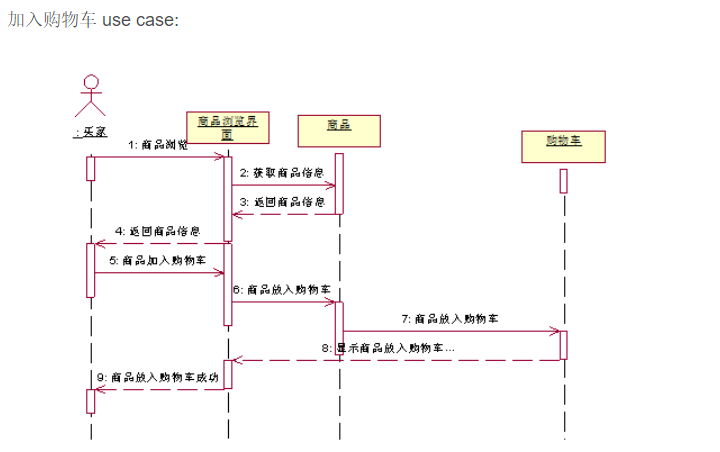 加入购物车 use case:
: 买家
商品浏览界
面
商品
购物车
1: 商品浏览
2: 获取商品信息
3: 返回商品信息
4: 返回商品信息
5: 商品加入购物车
6: 商品放入购物车
7: 商品放入购物车
8: 显示商品放入购物车...
9: 商品放入购物车成功